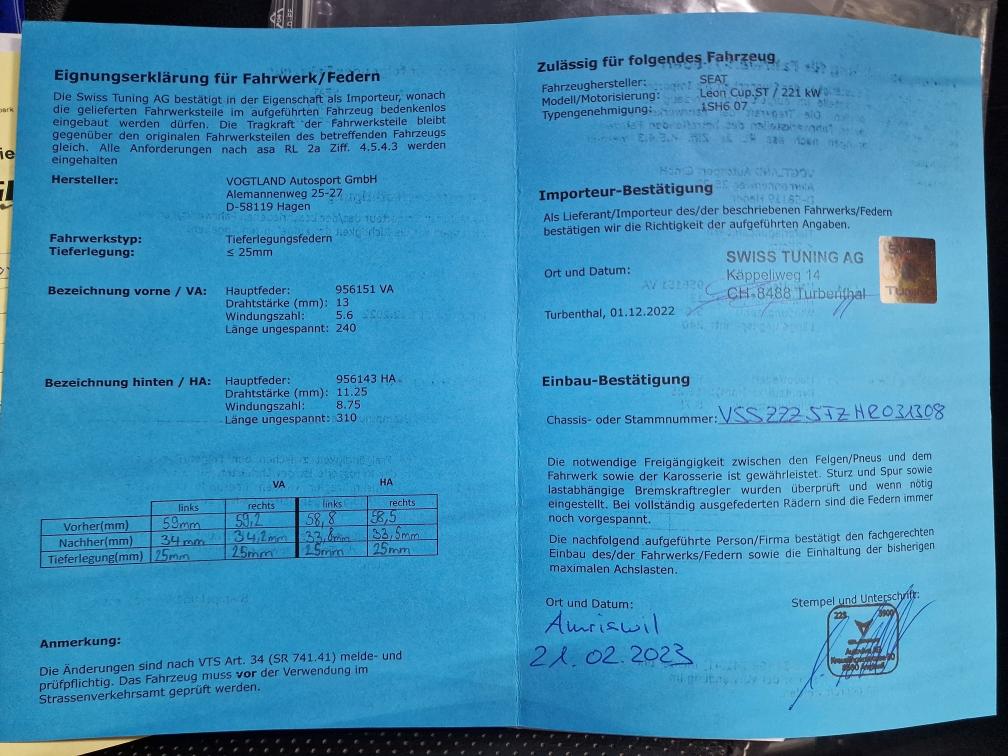 Eignungserklärung für Fahrwerk/Federn
Die Swiss Tuning AG bestätigt in der Eigenschaft als Importeur, wonach
die gelieferten Fahrwerksteile im aufgeführten Fahrzeug bedenkenlos
eingebaut werden dürfen. Die Tragkraft der Fahrwerksteile bleibt
gegenüber den originalen Fahrwerksteilen des betreffenden Fahrzeugs
gleich. Alle Anforderungen nach asa RL 2a Ziff. 4.5.4.3 werden
eingehalten
Hersteller: VOGTLAND Autosport GmbH
Alemannenweg 25-27
D-58119 Hagen
Fahrwerkstyp: Tieferlegungsfedern
Tieferlegung: ≤ 25mm
Bezeichnung vorne / VA: Hauptfeder: 956151 VA
Drahtstärke (mm): 13
Windungszahl: 5.6
Länge ungespannt: 240
Bezeichnung hinten / HA: Hauptfeder: 956143 HA
Drahtstärke (mm): 11.25
Windungszahl: 8.75
Länge ungespannt: 310
VA HA
links rechts links rechts
Vorher(mm) 59mm 59,2 58,8 58,5
Nachher(mm) 34mm 34,2mm 33,8mm 33,5mm
Tieferlegung(mm) 25mm 25mm 25mm 25mm
Anmerkung:
Die Änderungen sind nach VTS Art. 34 (SR 741.41) melde- und
prüfpflichtig. Das Fahrzeug muss vor der Verwendung im
Strassenverkehrsamt geprüft werden.
Zulässig für folgendes Fahrzeug
Fahrzeughersteller: SEAT
Modell/Motorisierung: Leon Cup,ST / 221 kW
Typengenehmigung: 1SH6 07
Importeur-Bestätigung
Als Lieferant/Importeur des/der beschriebenen Fahrwerks/Federn
bestätigen wir die Richtigkeit der aufgeführten Angaben.
Ort und Datum:
SWISS TUNING AG
Käppeliweg 14
CH-8488 Turbenthal
Turbenthal, 01.12.2022
Einbau-Bestätigung
Chassis- oder Stammnummer: VSSZZZ5FZHR031308
Die notwendige Freigängigkeit zwischen den Felgen/Pneus und dem
Fahrwerk sowie der Karosserie ist gewährleistet. Sturz und Spur sowie
lastabhängige Bremskraftregler wurden überprüft und wenn nötig
eingestellt. Bei vollständig ausgefederten Rädern sind die Federn immer
noch vorgespannt.
Die nachfolgend aufgeführte Person/Firma bestätigt den fachgerechten
Einbau des/der Fahrwerks/Federn sowie die Einhaltung der bisherigen
maximalen Achslasten.
Ort und Datum: Stempel und Unterschrift:
Amriswil
21.02.2023